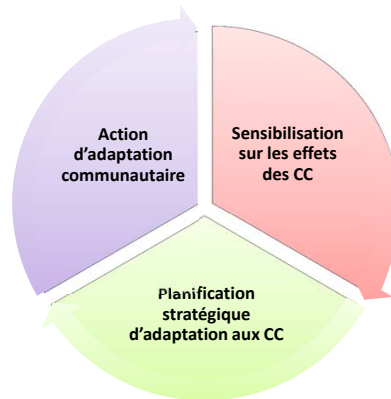 Action
d'adaptation
communautaire
Sensibilisation
sur les effets
des CC
Planification
stratégique
d'adaptation aux CC